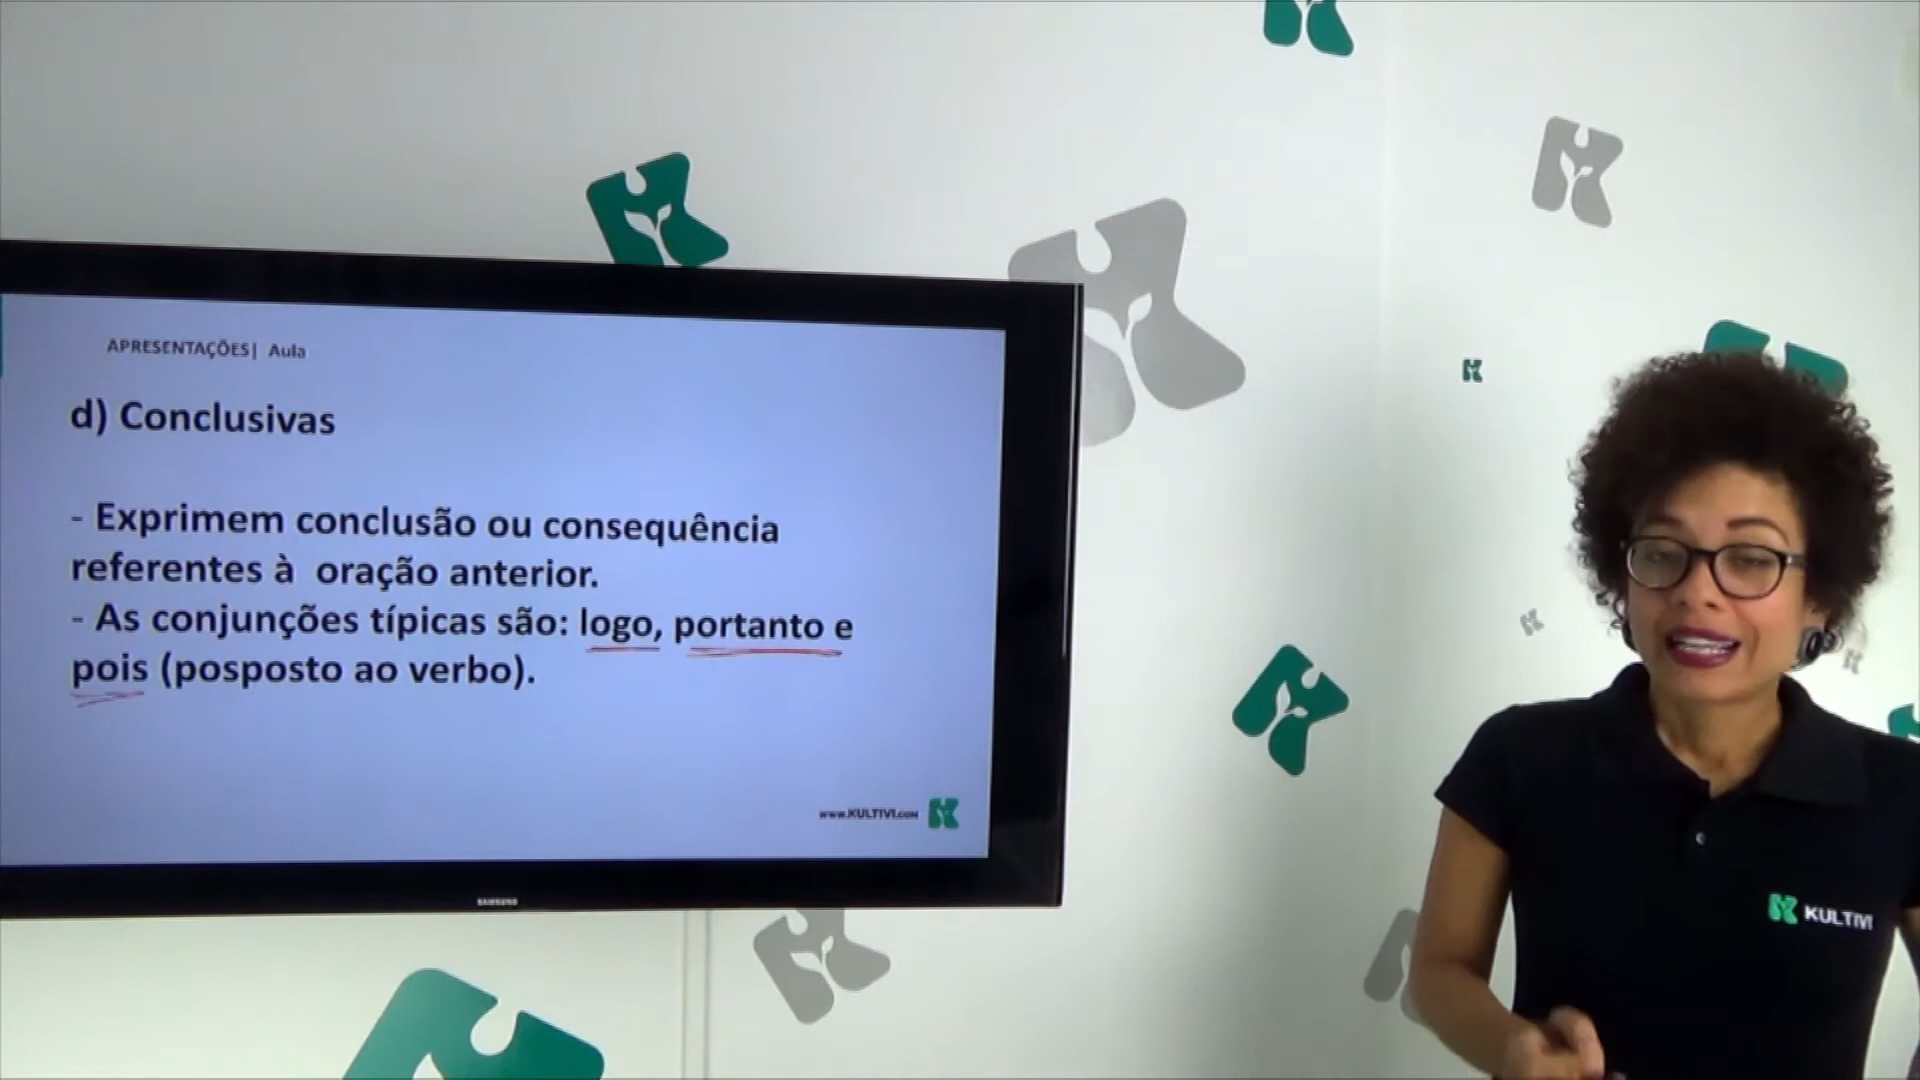 APRESENTAÇÕES| Aula
d) Conclusivas
- Exprimem conclusão ou consequência
referentes à oração anterior.
- As conjunções típicas são: logo, portanto e
pois (posposto ao verbo).
www.KULTIVI.com
SAMSUNG
KULTIVI